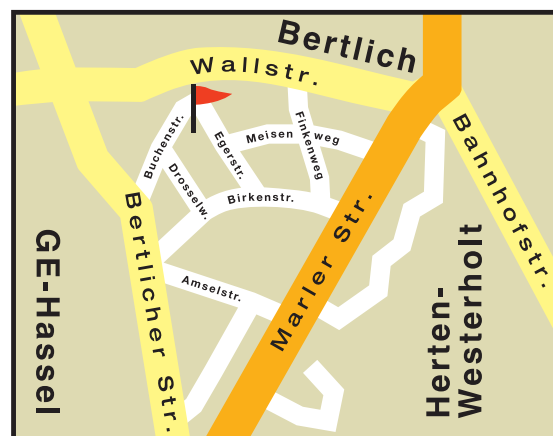 Bertlich
Wallstr.
Buchenstr.
Egerstr.
Meisen weg
Finkenweg
Drosselw.
Birkenstr.
Bahnhofstr.
Bertlicher Str.
Marler Str.
Amselstr.
GE-Hassel
Herten-
Westerholt